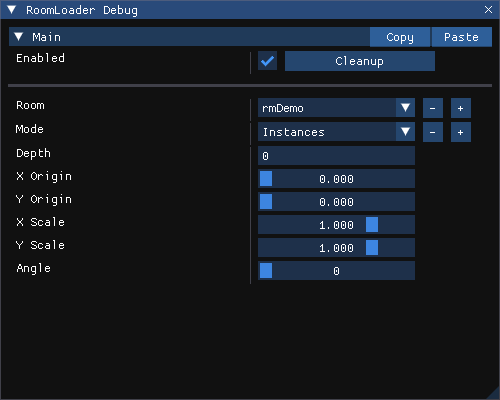 RoomLoader Debug
Main Copy Paste
Enabled Cleanup
Room rmDemo - +
Mode Instances - +
Depth 0
X Origin 0.000
Y Origin 0.000
X Scale 1.000
Y Scale 1.000
Angle 0